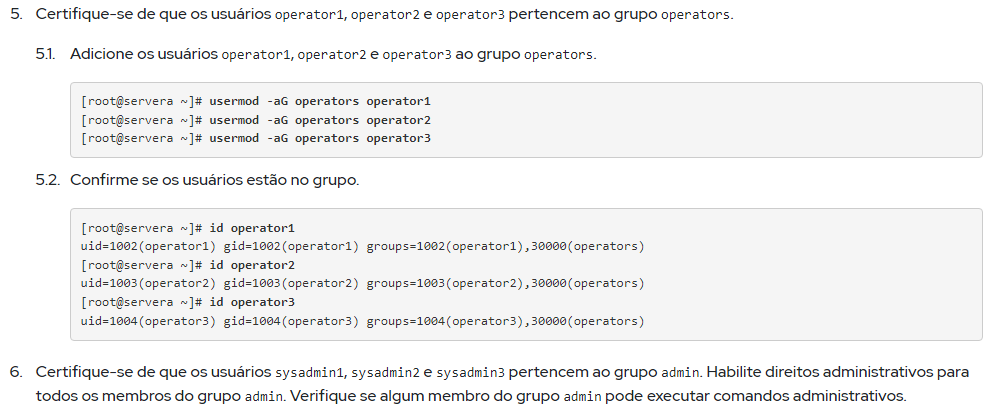 5. Certifique-se de que os usuários operator1, operator2 e operator3 pertencem ao grupo operators.
5.1. Adicione os usuários operator1, operator2 e operator3 ao grupo operators.
[root@servera ~]# usermod -aG operators operator1
[root@servera ~]# usermod -aG operators operator2
[root@servera ~]# usermod -aG operators operator3
5.2. Confirme se os usuários estão no grupo.
[root@servera ~]# id operator1
uid=1002(operator1) gid=1002(operator1) groups=1002(operator1),30000(operators)
[root@servera ~]# id operator2
uid=1003(operator2) gid=1003(operator2) groups=1003(operator2),30000(operators)
[root@servera ~]# id operator3
uid=1004(operator3) gid=1004(operator3) groups=1004(operator3),30000(operators)
6. Certifique-se de que os usuários sysadmin1, sysadmin2 e sysadmin3 pertencem ao grupo admin. Habilite direitos administrativos para
todos os membros do grupo admin. Verifique se algum membro do grupo admin pode executar comandos administrativos.